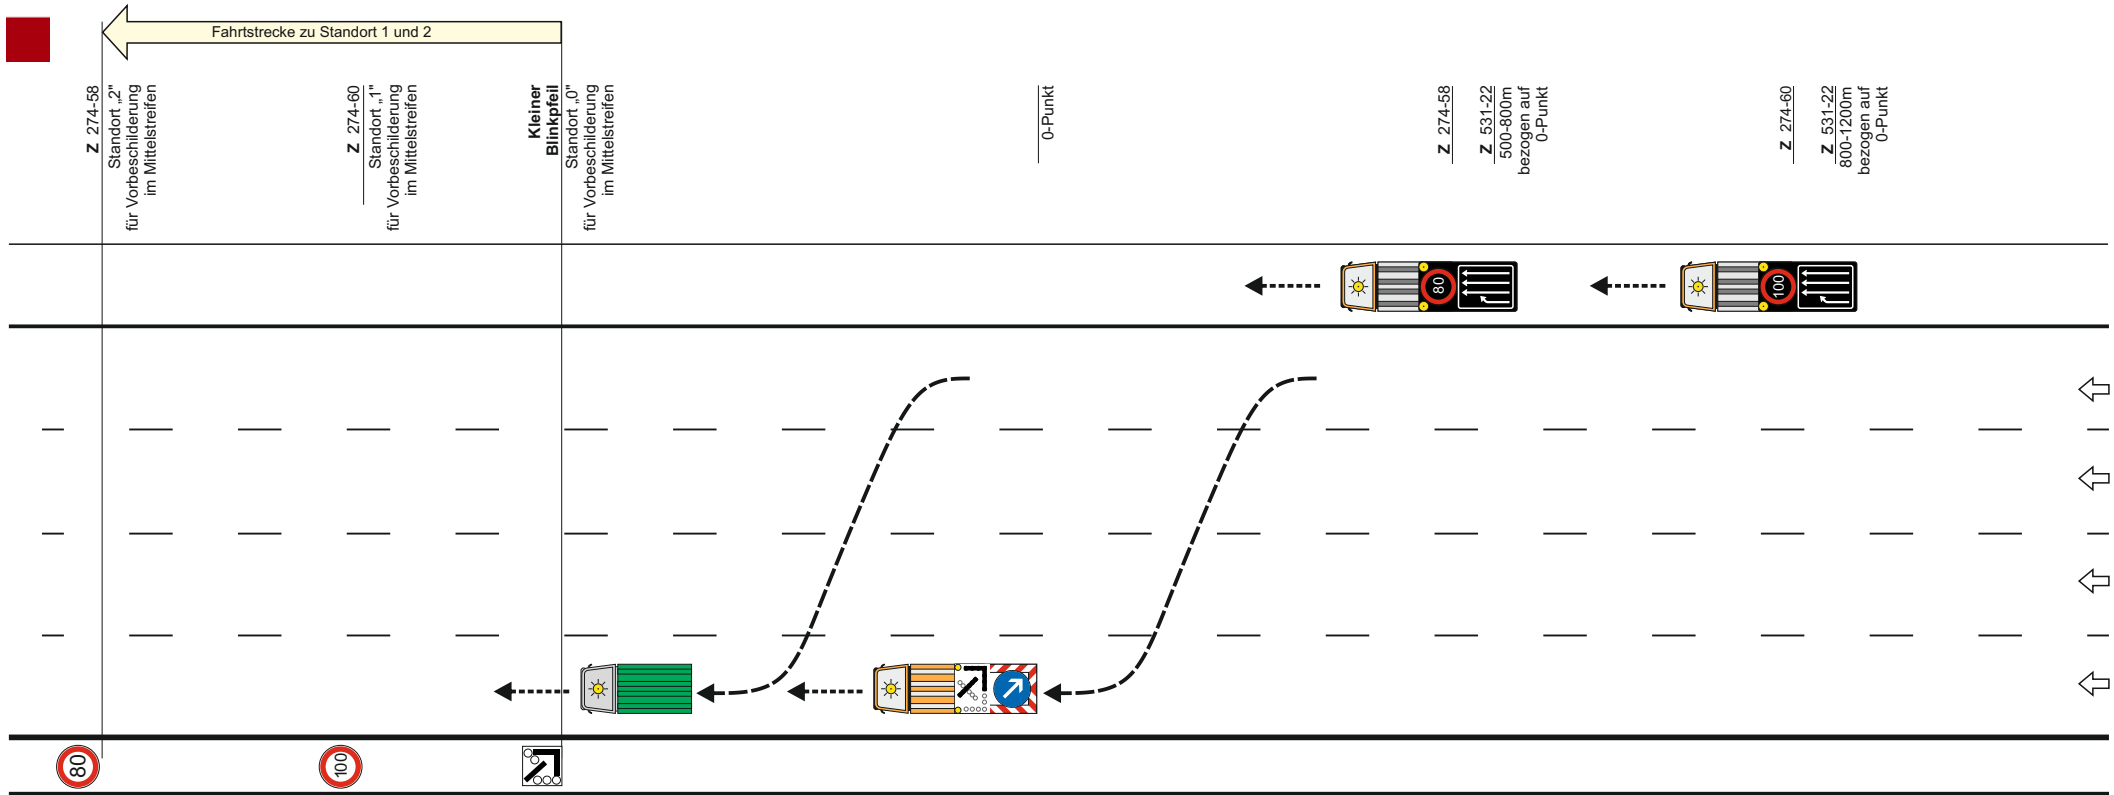 Fahrtstrecke zu Standort 1 und 2
Z 274-58
Standort „2"
für Vorbeschilderung
im Mittelstreifen
Z 274-60
Standort „1"
für Vorbeschilderung
im Mittelstreifen
Kleiner
Blinkpfeil
Standort „0"
für Vorbeschilderung
im Mittelstreifen
0-Punkt
Z 274-58
Z 531-22
500-800m
bezogen auf
0-Punkt
Z 274-60
Z 531-22
800-1200m
bezogen auf
0-Punkt
80
100
80
100